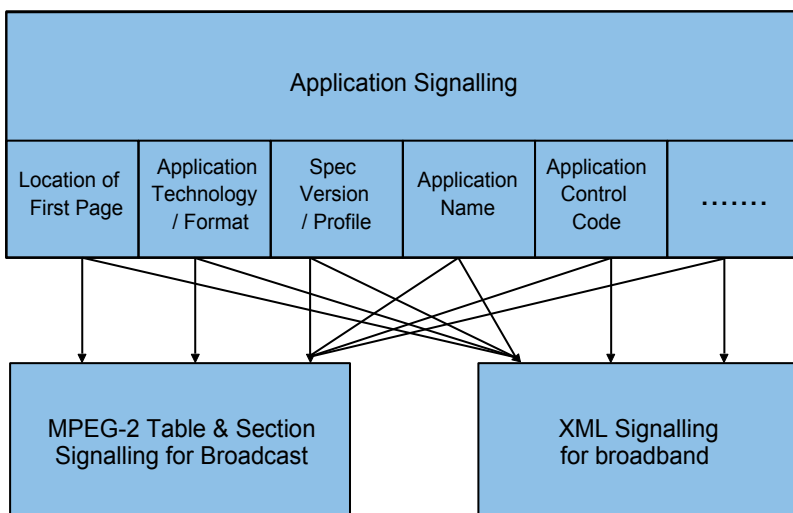 Application Signalling
Location of
First Page
Application
Technology
/ Format
Spec
Version
/ Profile
Application
Name
Application
Control
Code
.......
MPEG-2 Table & Section
Signalling for Broadcast
XML Signalling
for broadband